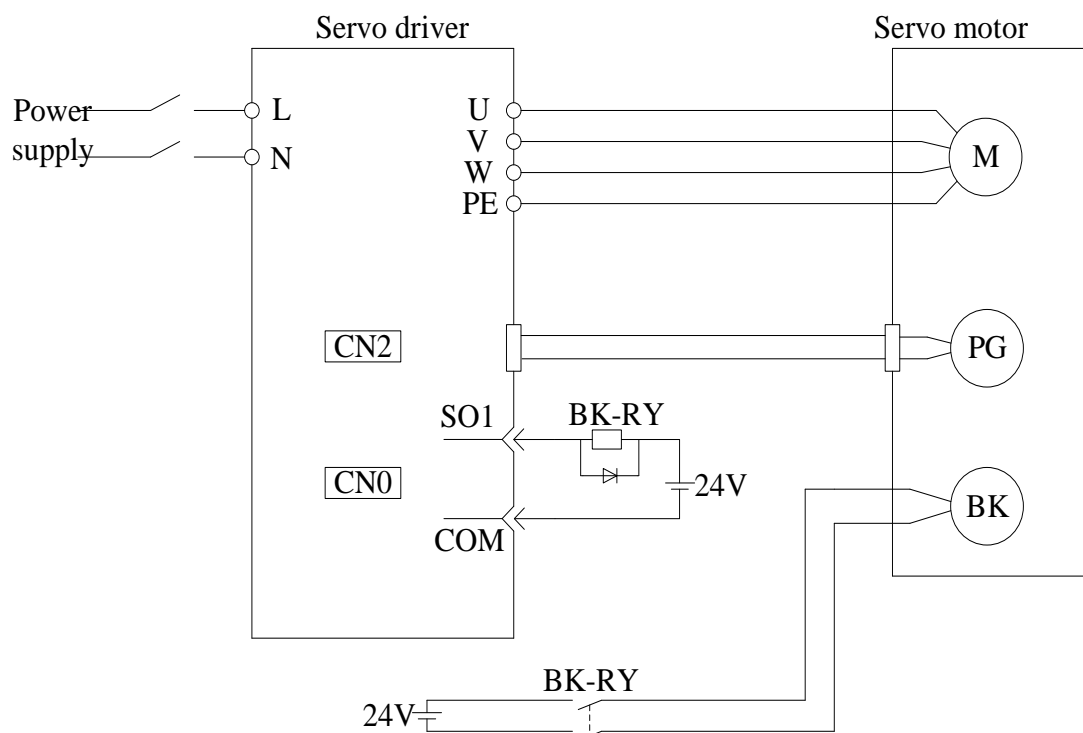 Servo driver
Servo motor
Power
supply
L
N
U
V
W
PE
M
CN2
PG
SO1
BK-RY
CN0
24V
COM
BK
BK-RY
24V